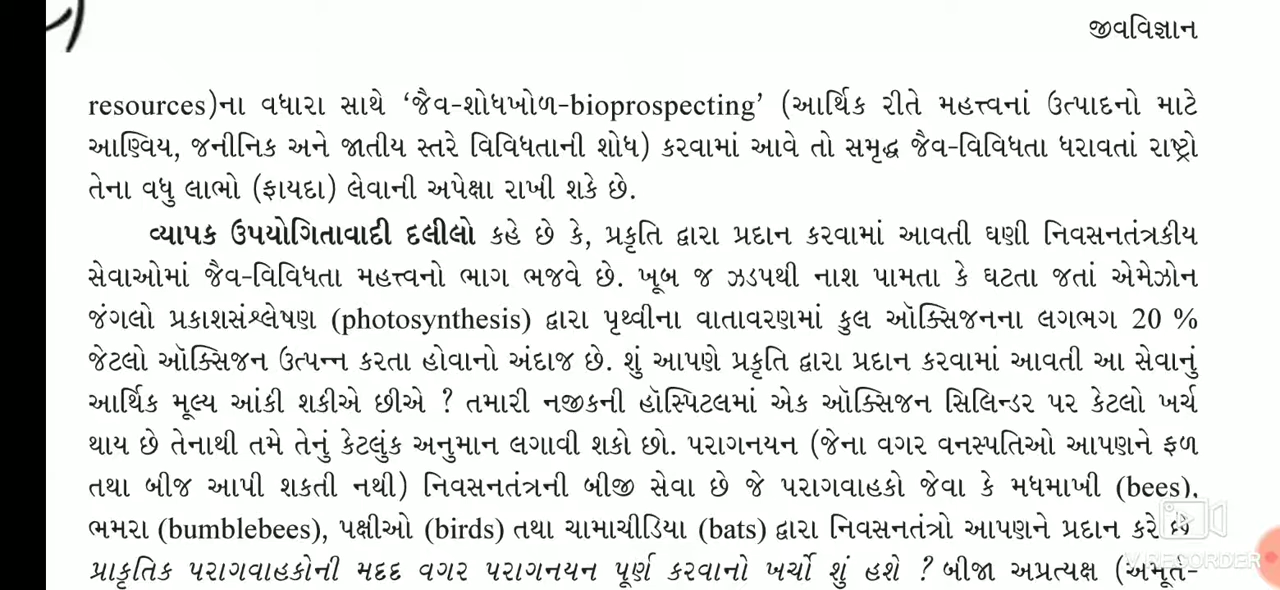 જીવવિજ્ઞાન
resources)ના વધારા સાથે ‘જૈવ-શોધખોળ-bioprospecting’ (આર્થિક રીતે મહત્ત્વનાં ઉત્પાદનો માટે
આણ્વિય, જનીનિક અને જાતીય સ્તરે વિવિધતાની શોધ) કરવામાં આવે તો સમૃદ્ધ જૈવ-વિવિધતા ધરાવતાં રાષ્ટ્રો
તેના વધુ લાભો (ફાયદા) લેવાની અપેક્ષા રાખી શકે છે.
વ્યાપક ઉપયોગિતાવાદી દલીલો કહે છે કે, પ્રકૃતિ દ્વારા પ્રદાન કરવામાં આવતી ઘણી નિવસનતંત્રકીય
સેવાઓમાં જૈવ-વિવિધતા મહત્ત્વનો ભાગ ભજવે છે. ખૂબ જ ઝડપથી નાશ પામતા કે ઘટતા જતાં એમેઝોન
જંગલો પ્રકાશસંશ્લેષણ (photosynthesis) દ્વારા પૃથ્વીના વાતાવરણમાં કુલ ઑક્સિજનના લગભગ 20 %
જેટલો ઑક્સિજન ઉત્પન્ન કરતા હોવાનો અંદાજ છે. શું આપણે પ્રકૃતિ દ્વારા પ્રદાન કરવામાં આવતી આ સેવાનું
આર્થિક મૂલ્ય આંકી શકીએ છીએ ? તમારી નજીકની હૉસ્પિટલમાં એક ઑક્સિજન સિલિન્ડર પર કેટલો ખર્ચ
થાય છે તેનાથી તમે તેનું કેટલુંક અનુમાન લગાવી શકો છો. પરાગનયન (જેના વગર વનસ્પતિઓ આપણને ફળ
તથા બીજ આપી શકતી નથી) નિવસનતંત્રની બીજી સેવા છે જે પરાગવાહકો જેવા કે મધમાખી (bees),
ભમરા (bumblebees), પક્ષીઓ (birds) તથા ચામાચીડિયા (bats) દ્વારા નિવસનતંત્રો આપણને પ્રદાન કરે છે
પ્રાકૃતિક પરાગવાહકોની મદદ વગર પરાગનયન પૂર્ણ કરવાનો ખર્ચો શું હશે ? બીજા અપ્રત્યક્ષ (અમૂર્ત-
V RECORDER